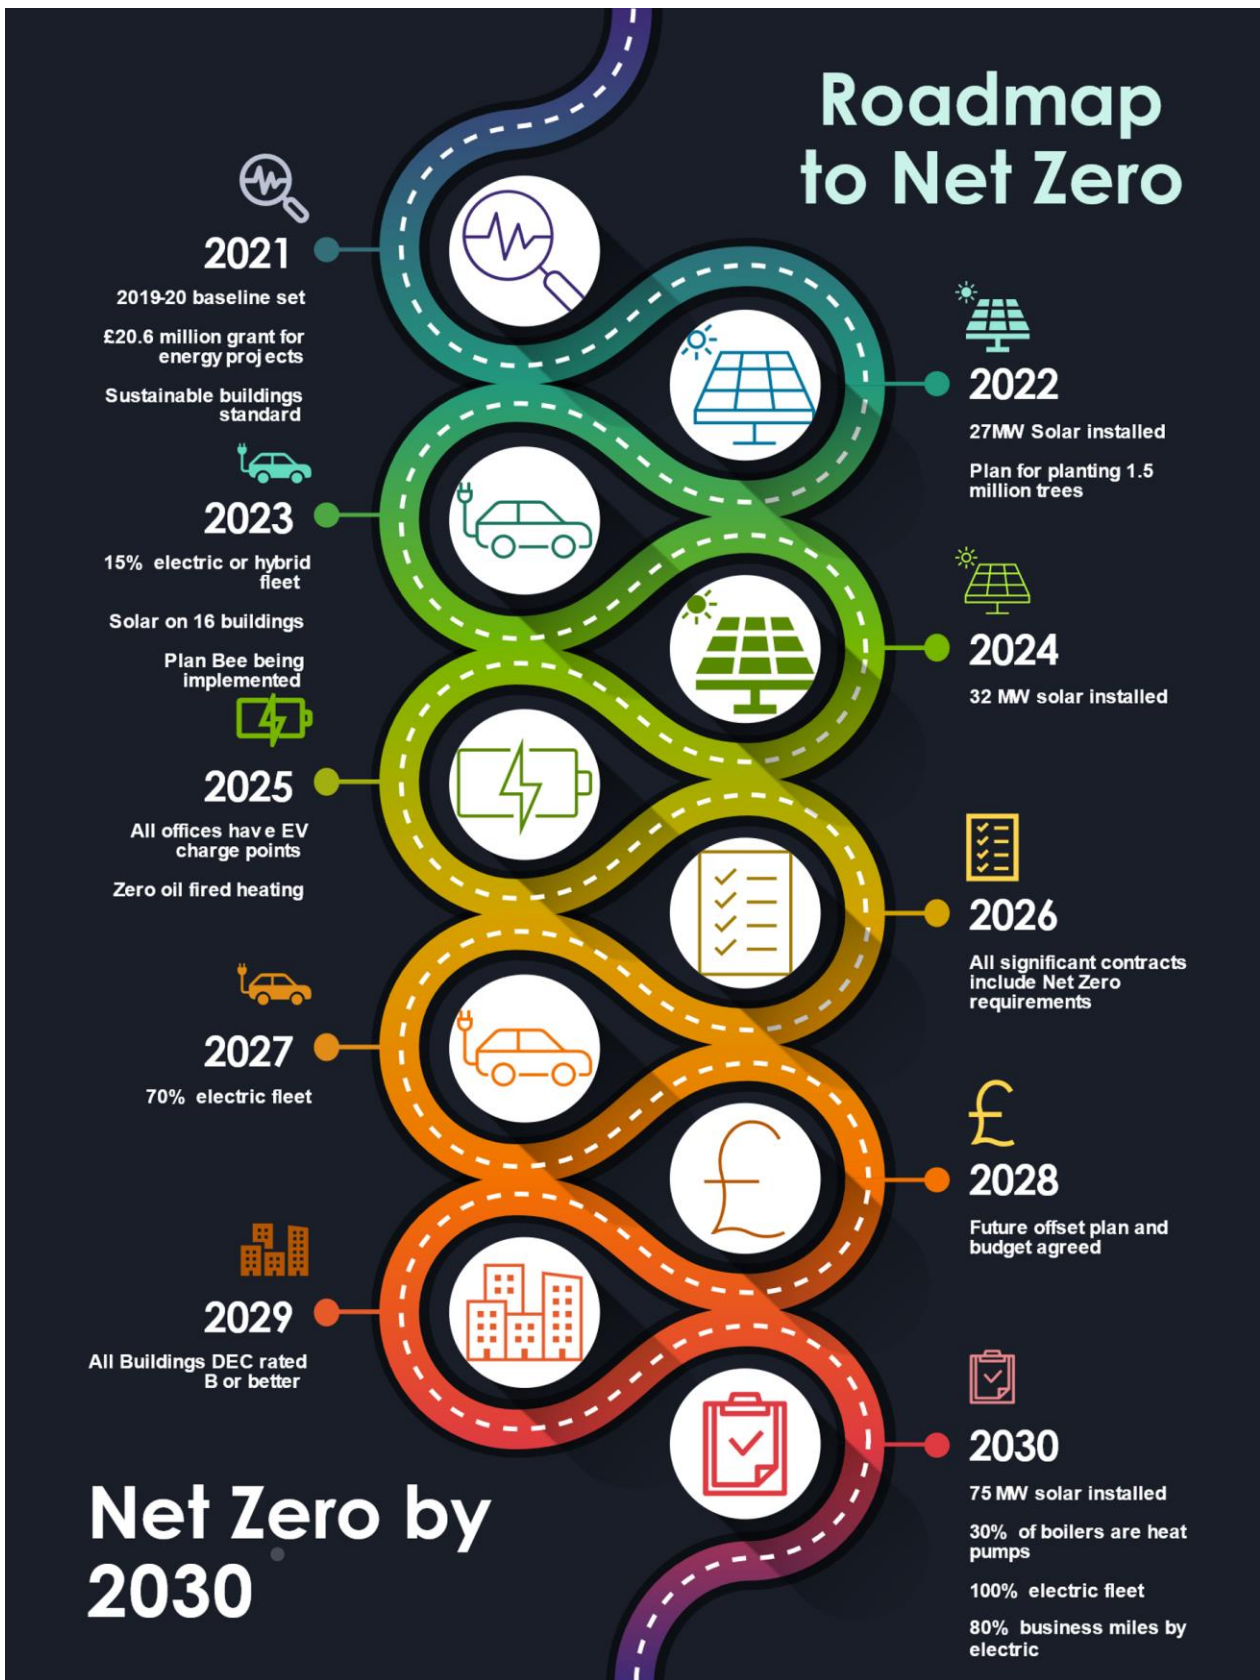 Roadmap
to Net Zero
2021
2019-20 baseline set
£20.6 million grant for
energy projects
Sustainable buildings
standard
2022
27MW Solar installed
Plan for planting 1.5
million trees
2023
15% electric or hybrid
fleet
Solar on 16 buildings
Plan Bee being
implemented
2024
32 MW solar installed
2025
All offices have EV
charge points
Zero oil fired heating
2026
All significant contracts
include Net Zero
requirements
2027
70% electric fleet
£
2028
Future offset plan and
budget agreed
£
2029
All Buildings DEC rated
B or better
2030
75 MW solar installed
30% of boilers are heat
pumps
100% electric fleet
80% business miles by
electric
Net Zero by
2030